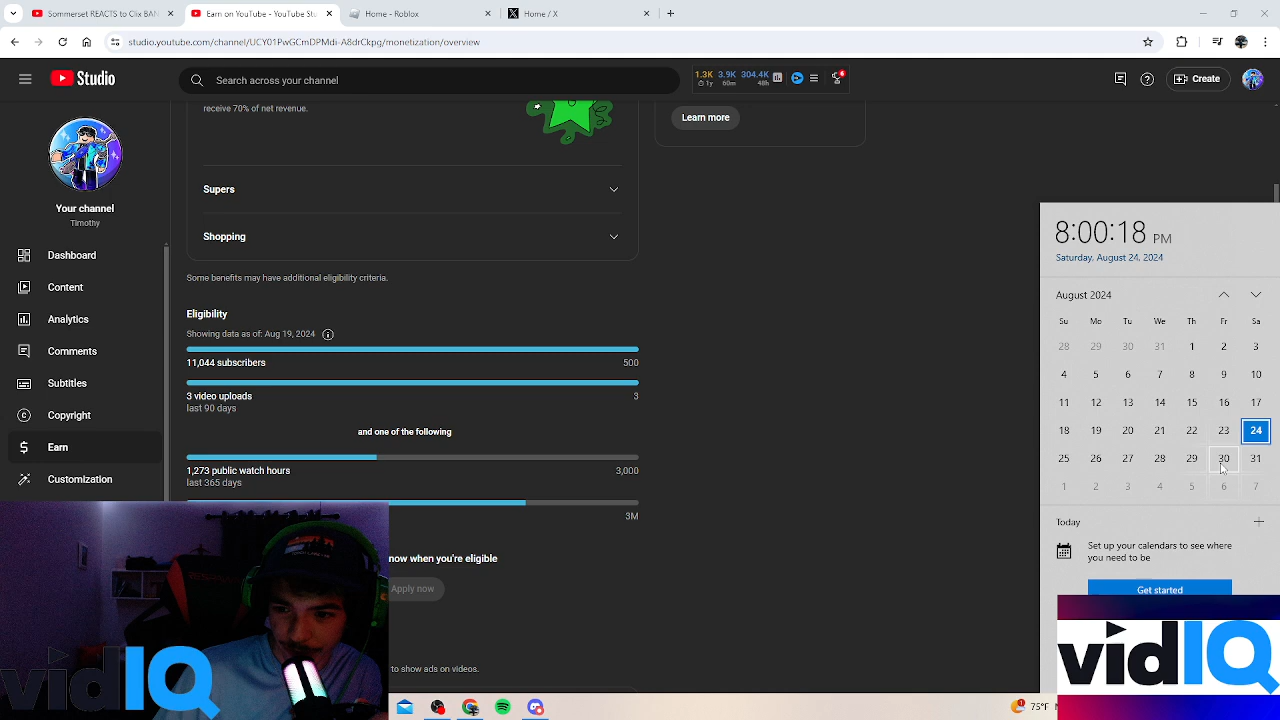 Sommerset REACTS to Clix BAN
Earn on YouTube - YouTube Stu
Home - Roblox
Home / X
studio.youtube.com/channel/UCY01PwGCmDPMdi-A8drCkpg/monetization/overview
Studio
Search across your channel
1.3K 3.9K 304.4K
1y 60m 48h
6
Create
receive 70% of net revenue.
Learn more
Supers
Shopping
Some benefits may have additional eligibility criteria.
Your channel
Timothy
Dashboard
Content
Analytics
Comments
Subtitles
Copyright
Earn
Customization
Eligibility
Showing data as of: Aug 19, 2024
11,044 subscribers 500
3 video uploads 3
last 90 days
and one of the following
1,273 public watch hours 3,000
last 365 days
3M
now when you're eligible
Apply now
to show ads on videos.
8:00:18 PM
Saturday, August 24, 2024
August 2024
Su Mo Tu We Th Fr Sa
28 29 30 31 1 2 3
4 5 6 7 8 9 10
11 12 13 14 15 16 17
18 19 20 21 22 23 24
25 26 27 28 29 30 31
1 2 3 4 5 6 7
Today
Set up your calendars to see where
you need to be
Get started
vidIQ
vidIQ
75°F